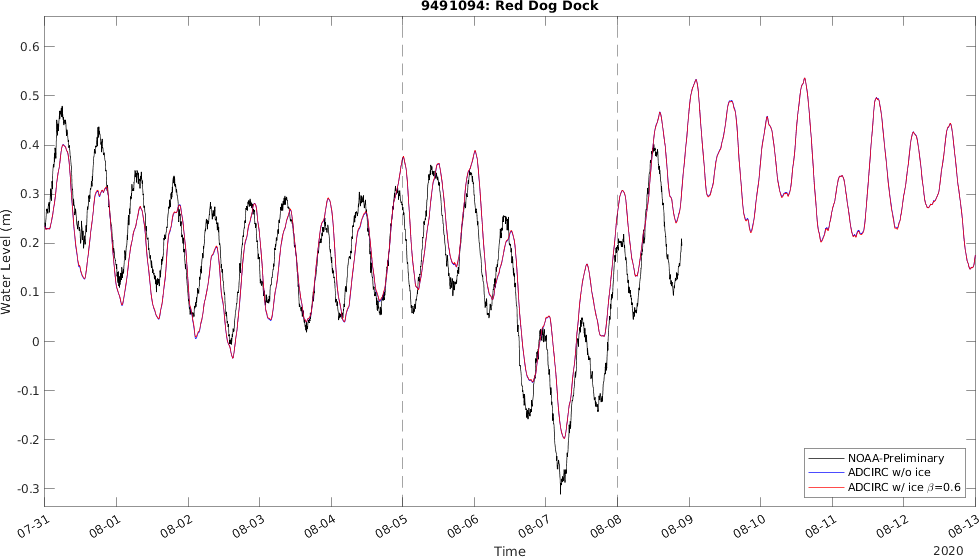 9491094: Red Dog Dock
Water Level (m)
0.6
0.5
0.4
0.3
0.2
0.1
0
-0.1
-0.2
-0.3
NOAA-Preliminary
ADCIRC w/o ice
ADCIRC w/ ice β=0.6
07-31 08-01 08-02 08-03 08-04 08-05 08-06 08-07 08-08 08-09 08-10 08-11 08-12 08-13
Time
2020